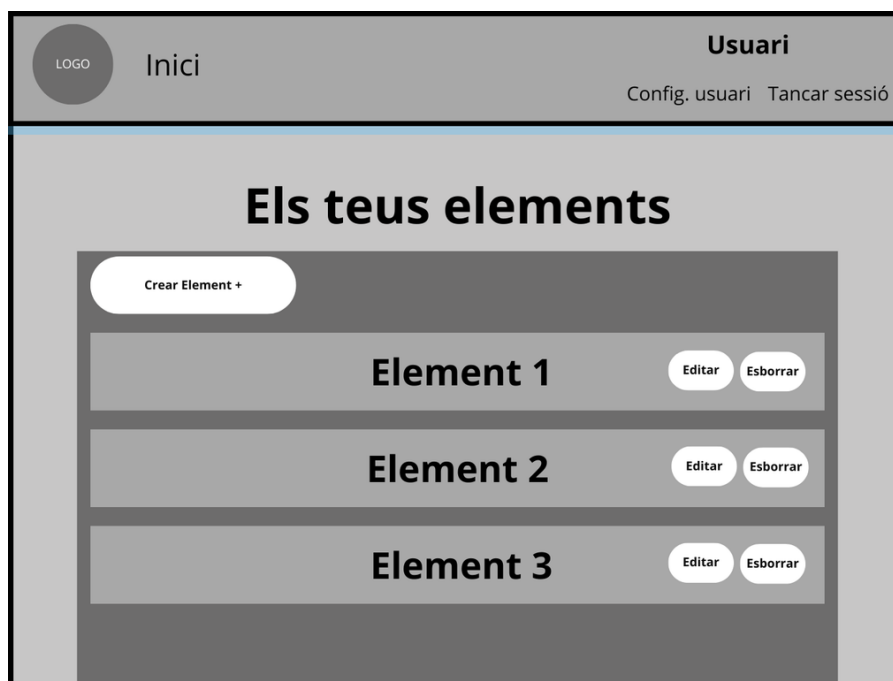 LOGO
Inici
Usuari
Config. usuari Tancar sessió
Els teus elements
Crear Element +
Element 1
Editar
Esborrar
Element 2
Editar
Esborrar
Element 3
Editar
Esborrar